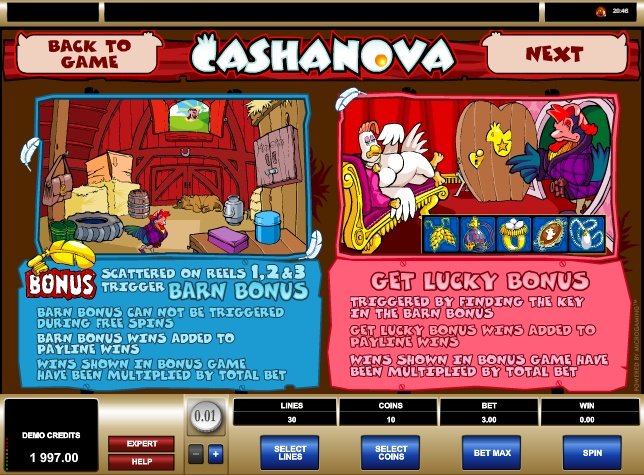 20:46
BACK TO
GAME
CASHANOVA
NEXT
BONUS
SCATTERED ON REELS 1, 2 & 3
TRIGGER BARN BONUS
BARN BONUS CAN NOT BE TRIGGERED
DURING FREE SPINS
BARN BONUS WINS ADDED TO
PAYLINE WINS
WINS SHOWN IN BONUS GAME
HAVE BEEN MULTIPLIED BY TOTAL BET
GET LUCKY BONUS
TRIGGERED BY FINDING THE KEY
IN THE BARN BONUS
GET LUCKY BONUS WINS ADDED TO
PAYLINE WINS
WINS SHOWN IN BONUS GAME HAVE
BEEN MULTIPLIED BY TOTAL BET
POWERED BY MICROGAMING™
DEMO CREDITS
1 997.00
EXPERT
HELP
0.01
- +
LINES
30
COINS
10
BET
3.00
WIN
0.00
SELECT
LINES
SELECT
COINS
BET MAX
SPIN